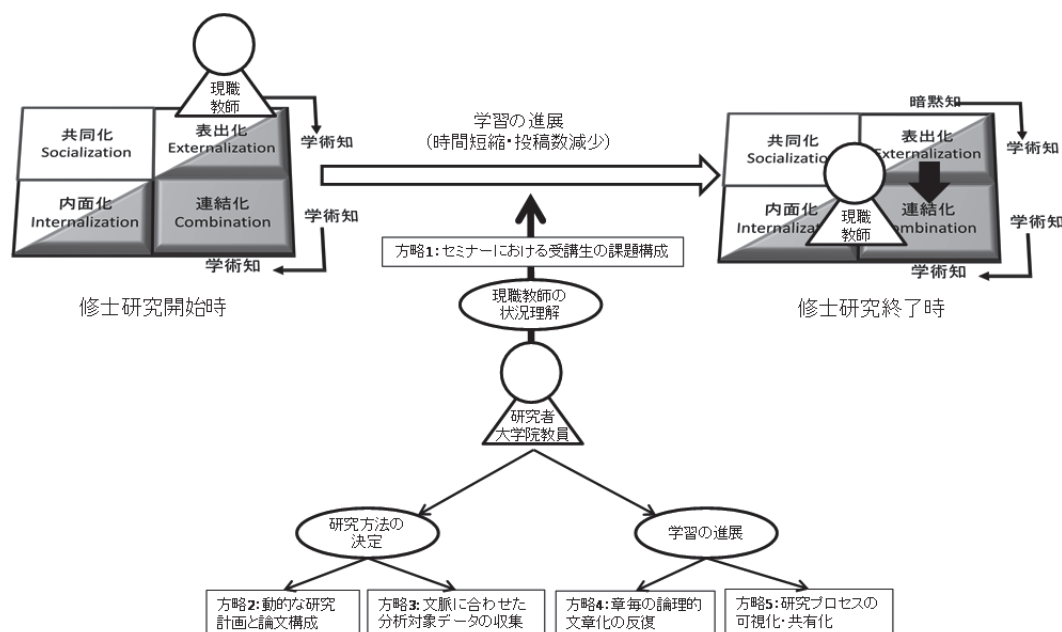 現職
教師
共同化
Socialization
表出化
Externalization
学術知
内面化
Internalization
連結化
Combination
学術知
修士研究開始時
学習の進展
(時間短縮・投稿数減少)
暗黙知
共同化
Socialization
表出化
Externalization
学術知
現職
教師
内面化
Internalizatio
連結化
ombination
学術知
学術知
修士研究終了時
方略1:セミナーにおける受講生の課題構成
現職教師の
状況理解
研究者
大学院教員
研究方法の
決定
学習の進展
方略2:動的な研究
計画と論文構成
方略3:文脈に合わせた
分析対象データの収集
方略4:章毎の論理的
文章化の反復
方略5:研究プロセスの
可視化・共有化